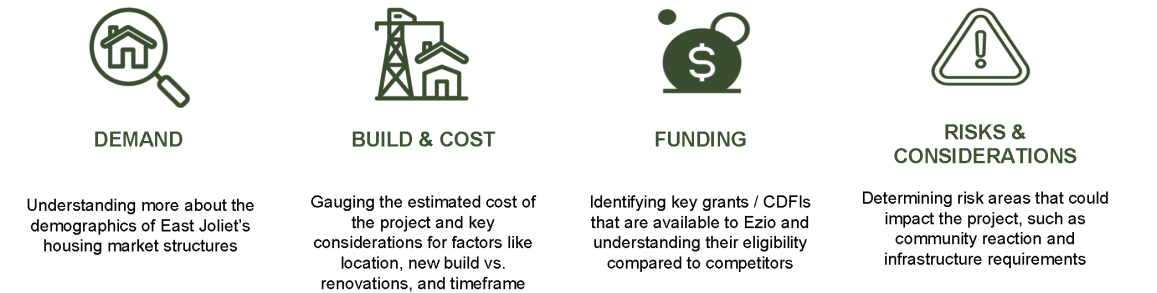 DEMAND
Understanding more about the
demographics of East Joliet's
housing market structures
BUILD & COST
Gauging the estimated cost of
the project and key
considerations for factors like
location, new build vs.
renovations, and timeframe
$
FUNDING
Identifying key grants / CDFIs
that are available to Ezio and
understanding their eligibility
compared to competitors
RISKS &
CONSIDERATIONS
Determining risk areas that could
impact the project, such as
community reaction and
infrastructure requirements